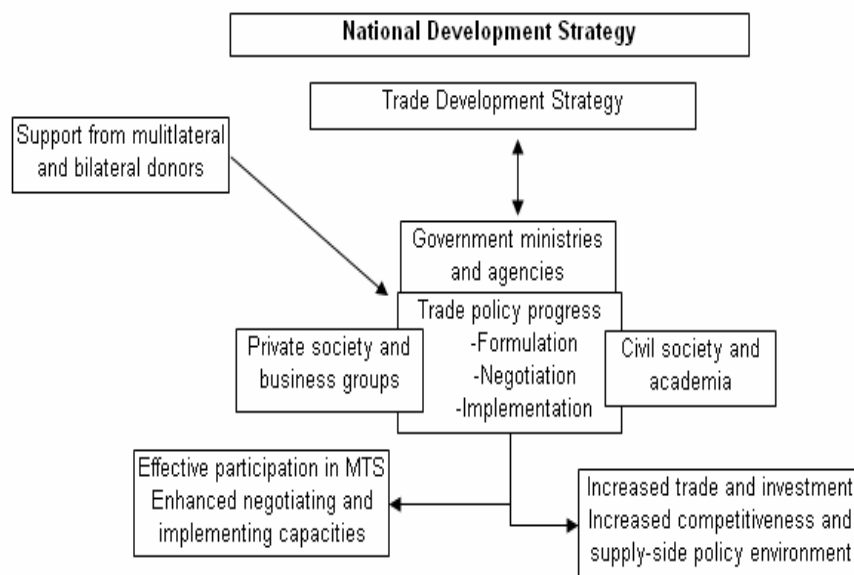 National Development Strategy
Trade Development Strategy
Support from mulitlateral
and bilateral donors
Government ministries
and agencies
Trade policy progress
-Formulation
-Negotiation
-Implementation
Private society and
business groups
Civil society and
academia
Effective participation in MTS
Enhanced negotiating and
implementing capacities
Increased trade and investment
Increased competitiveness and
supply-side policy environment